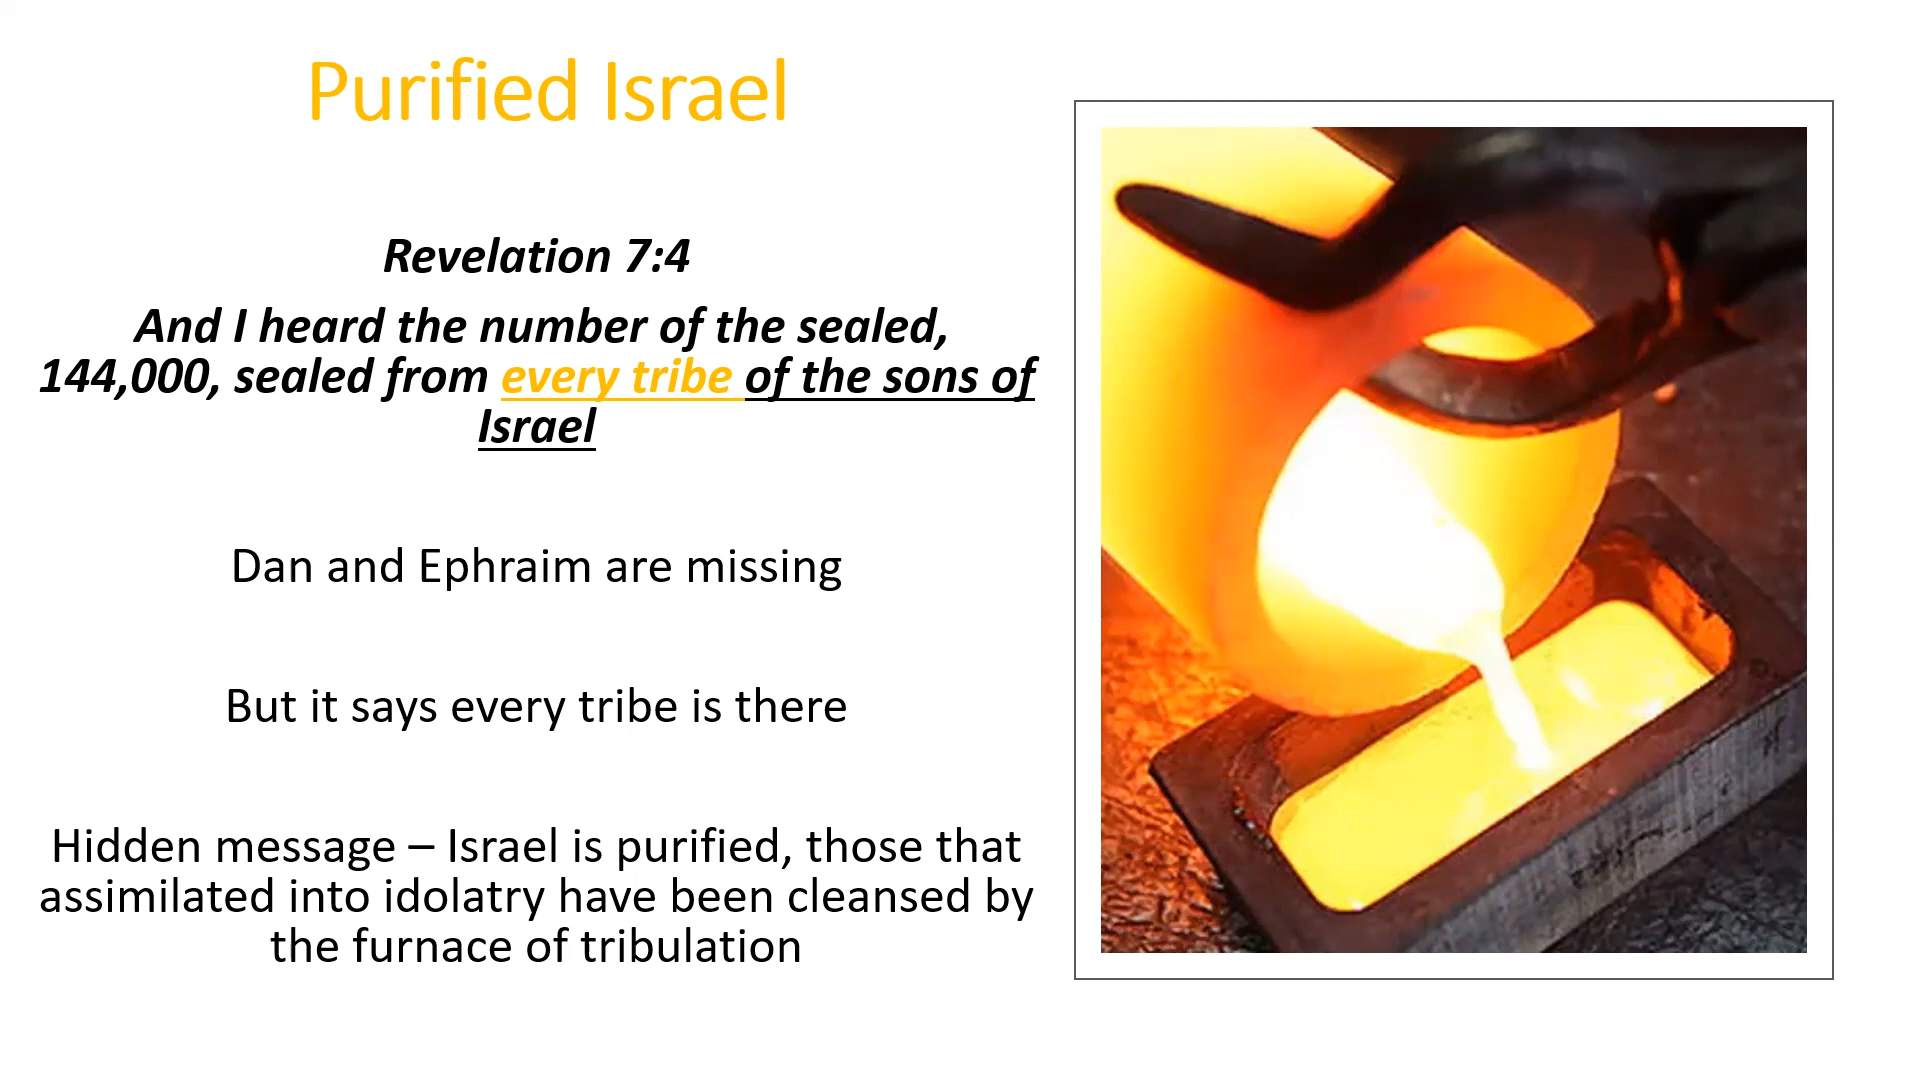 Purified Israel
Revelation 7:4
And I heard the number of the sealed,
144,000, sealed from every tribe of the sons of
Israel
Dan and Ephraim are missing
But it says every tribe is there
Hidden message – Israel is purified, those that
assimilated into idolatry have been cleansed by
the furnace of tribulation